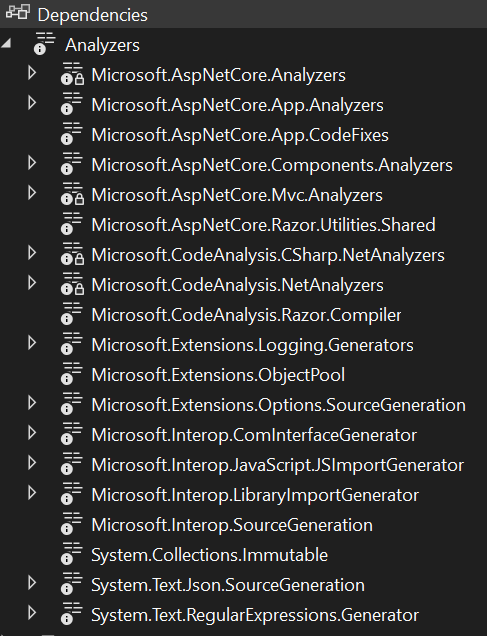 Dependencies
Analyzers
Microsoft.AspNetCore.Analyzers
Microsoft.AspNetCore.App.Analyzers
Microsoft.AspNetCore.App.CodeFixes
Microsoft.AspNetCore.Components.Analyzers
Microsoft.AspNetCore.Mvc.Analyzers
Microsoft.AspNetCore.Razor.Utilities.Shared
Microsoft.CodeAnalysis.CSharp.NetAnalyzers
Microsoft.CodeAnalysis.NetAnalyzers
Microsoft.CodeAnalysis.Razor.Compiler
Microsoft.Extensions.Logging.Generators
Microsoft.Extensions.ObjectPool
Microsoft.Extensions.Options.SourceGeneration
Microsoft.Interop.ComInterfaceGenerator
Microsoft.Interop.JavaScript.JSImportGenerator
Microsoft.Interop.LibraryImportGenerator
Microsoft.Interop.SourceGeneration
System.Collections.Immutable
System.Text.Json.SourceGeneration
System.Text.RegularExpressions.Generator